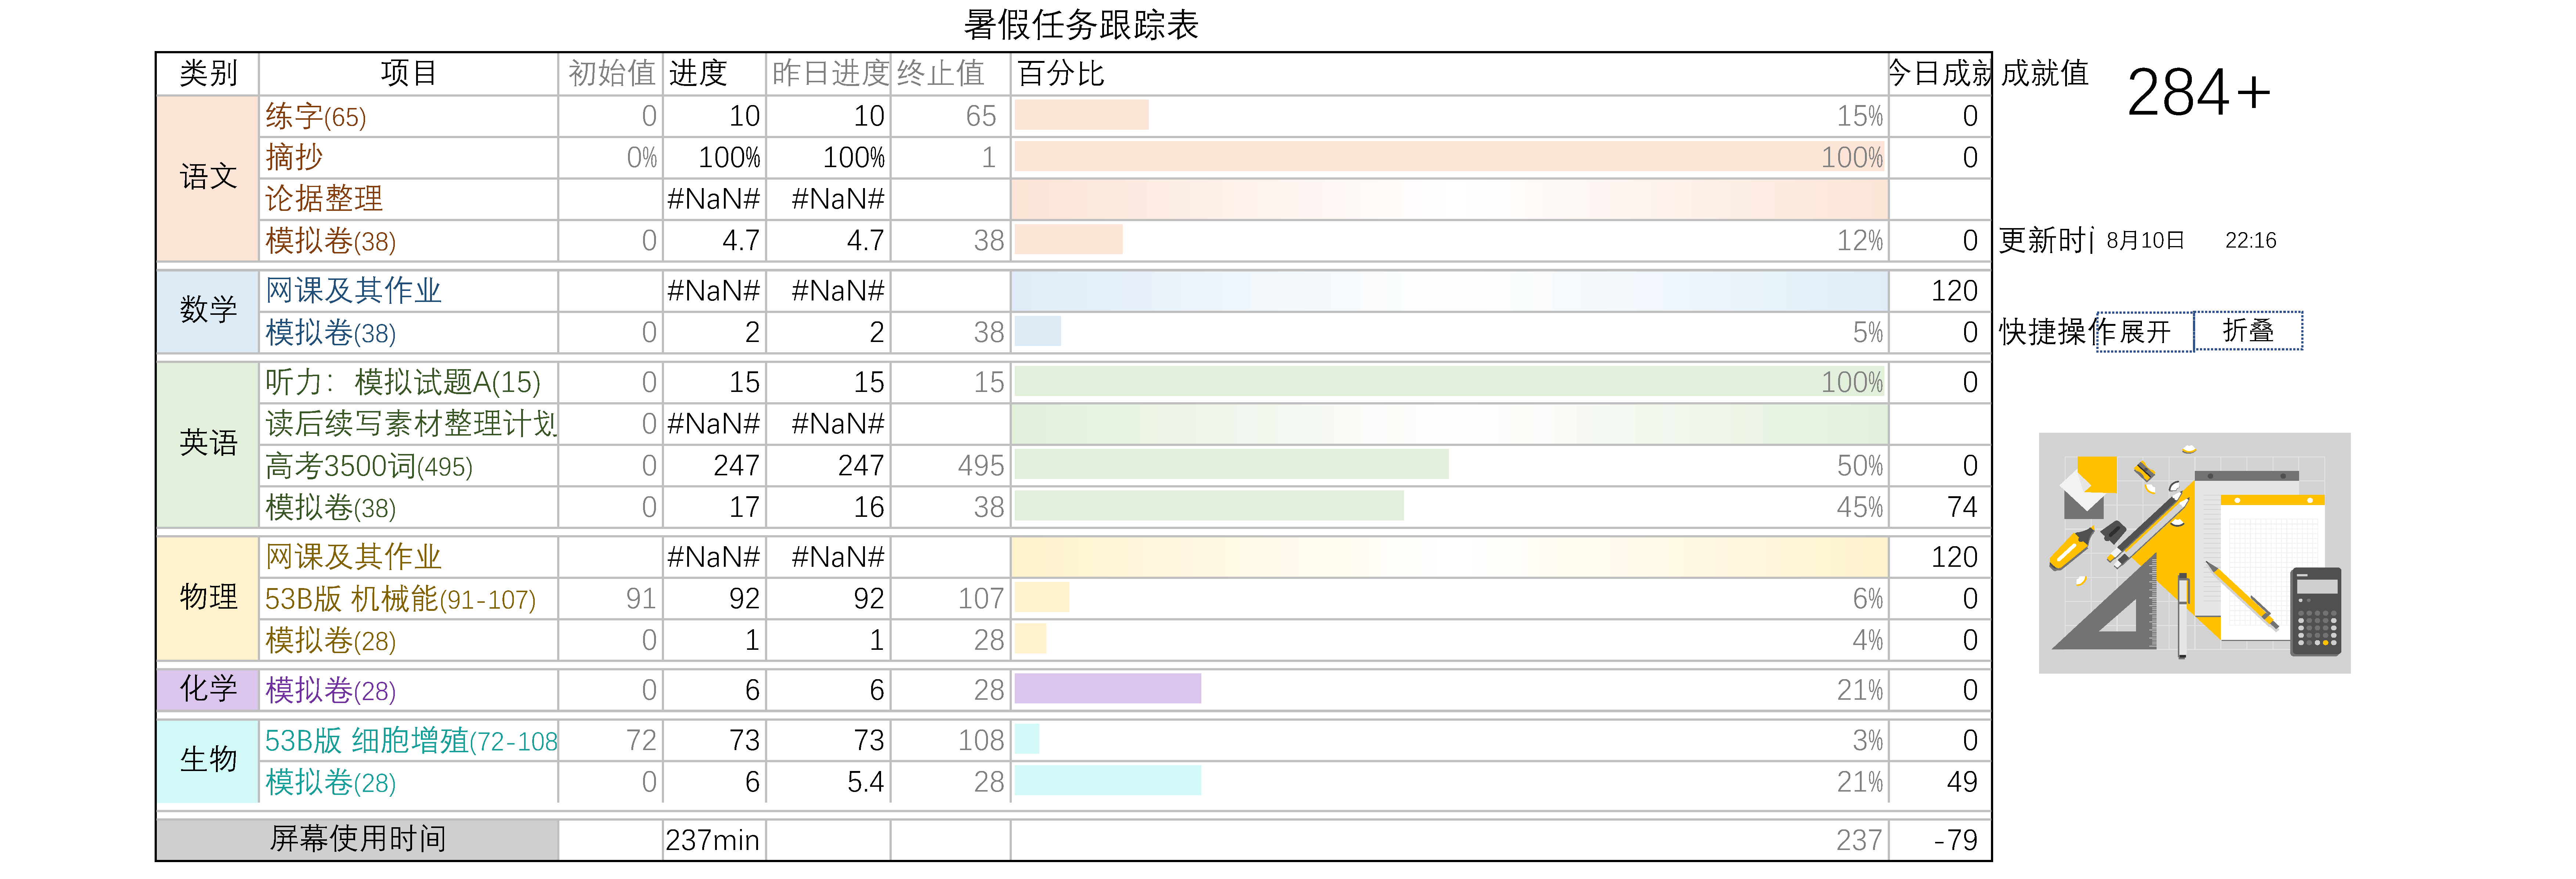 暑假任务跟踪表
类别 项目 初始值 进度 昨日进度 终止值 百分比 今日成就 成就值 284+
语文
练字(65) 0 10 10 65 15% 0
摘抄 0% 100% 100% 1 100% 0
论据整理 #NaN# #NaN#
模拟卷(38) 0 4.7 4.7 38 12% 0 更新时 8月10日 22:16
数学
网课及其作业 #NaN# #NaN# 120
模拟卷(38) 0 2 2 38 5% 0 快捷操作 展开 折叠
英语
听力：模拟试题A(15) 0 15 15 15 100% 0
读后续写素材整理计划 0 #NaN# #NaN#
高考3500词(495) 0 247 247 495 50% 0
模拟卷(38) 0 17 16 38 45% 74
物理
网课及其作业 #NaN# #NaN# 120
53B版 机械能(91-107) 91 92 92 107 6% 0
模拟卷(28) 0 1 1 28 4% 0
化学 模拟卷(28) 0 6 6 28 21% 0
生物
53B版 细胞增殖(72-108 72 73 73 108 3% 0
模拟卷(28) 0 6 5.4 28 21% 49
屏幕使用时间 237min 237 -79